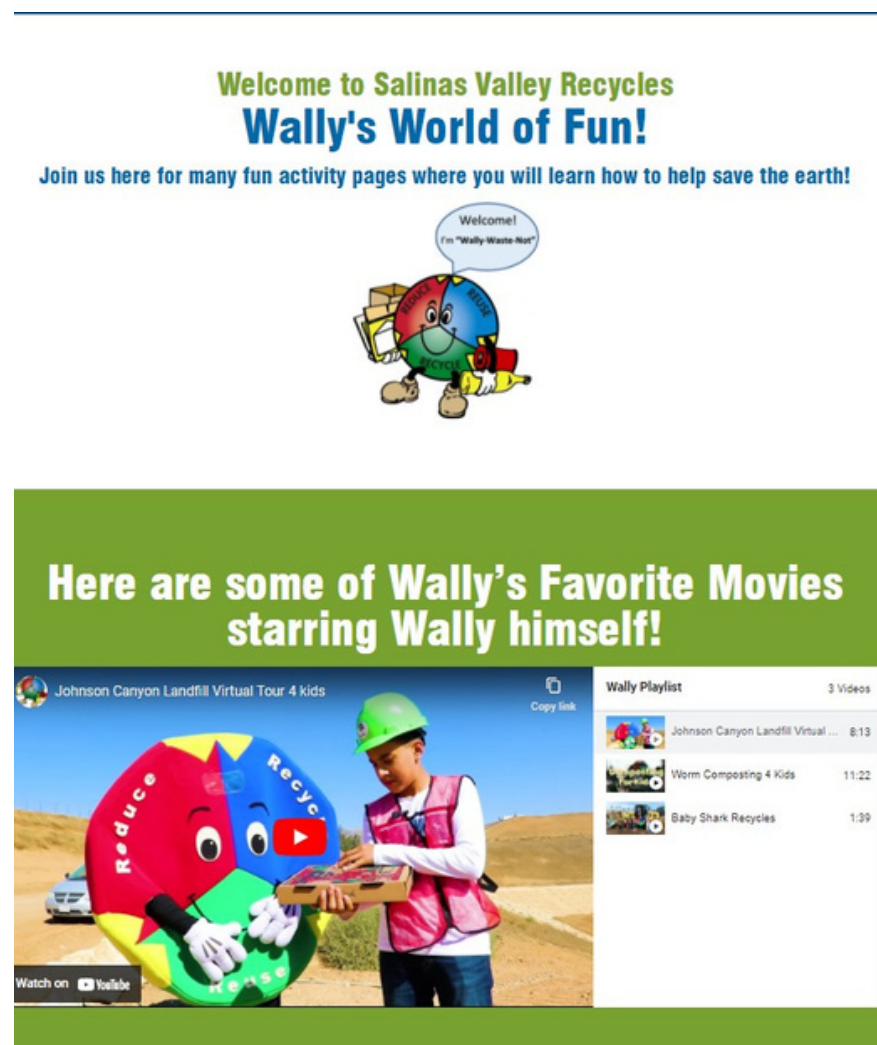 Welcome to Salinas Valley Recycles
Wally's World of Fun!
Join us here for many fun activity pages where you will learn how to help save the earth!
Welcome!
I'm "Wally-Waste-Not"
REDUCE
REUSE
RECYCLE
Here are some of Wally's Favorite Movies
starring Wally himself!
Johnson Canyon Landfill Virtual Tour 4 kids
Copy link
Reduce
Recycle
Reuse
Watch on YouTube
Wally Playlist
3 Videos
Johnson Canyon Landfill Virtual ... 8:13
Composting
for Kids
Worm Composting 4 Kids 11:22
Baby Shark Recycles 1:39